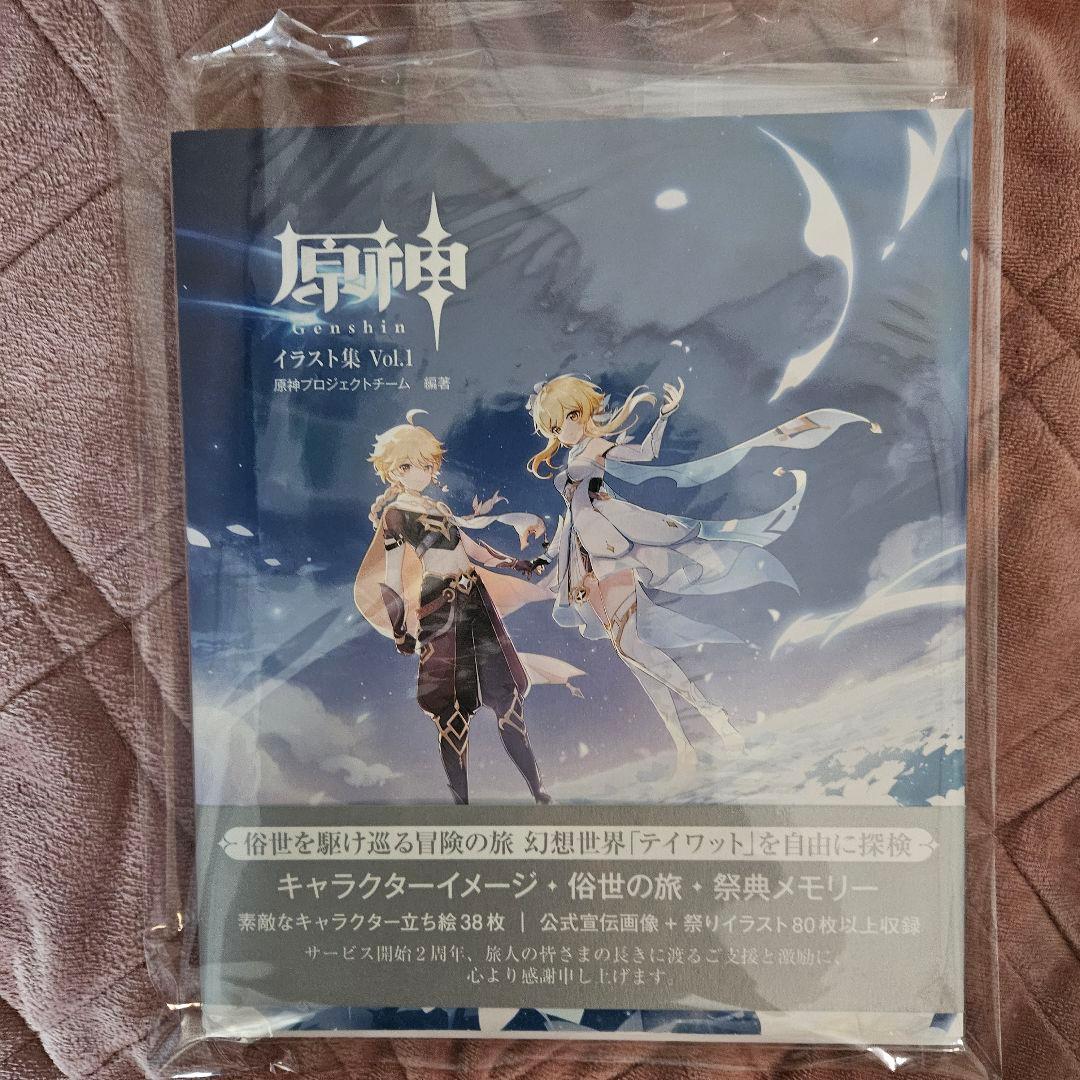 原神
Genshin
イラスト集 Vol.1
原神プロジェクトチーム 編著
俗世を駆け巡る冒険の旅 幻想世界「テイワット」を自由に探検
キャラクターイメージ・俗世の旅・祭典メモリー
素敵なキャラクター立ち絵38枚 | 公式宣伝画像+祭りイラスト80枚以上収録
サービス開始2周年、旅人の皆さまの長きに渡るご支援と激励に、
心より感謝申し上げます。